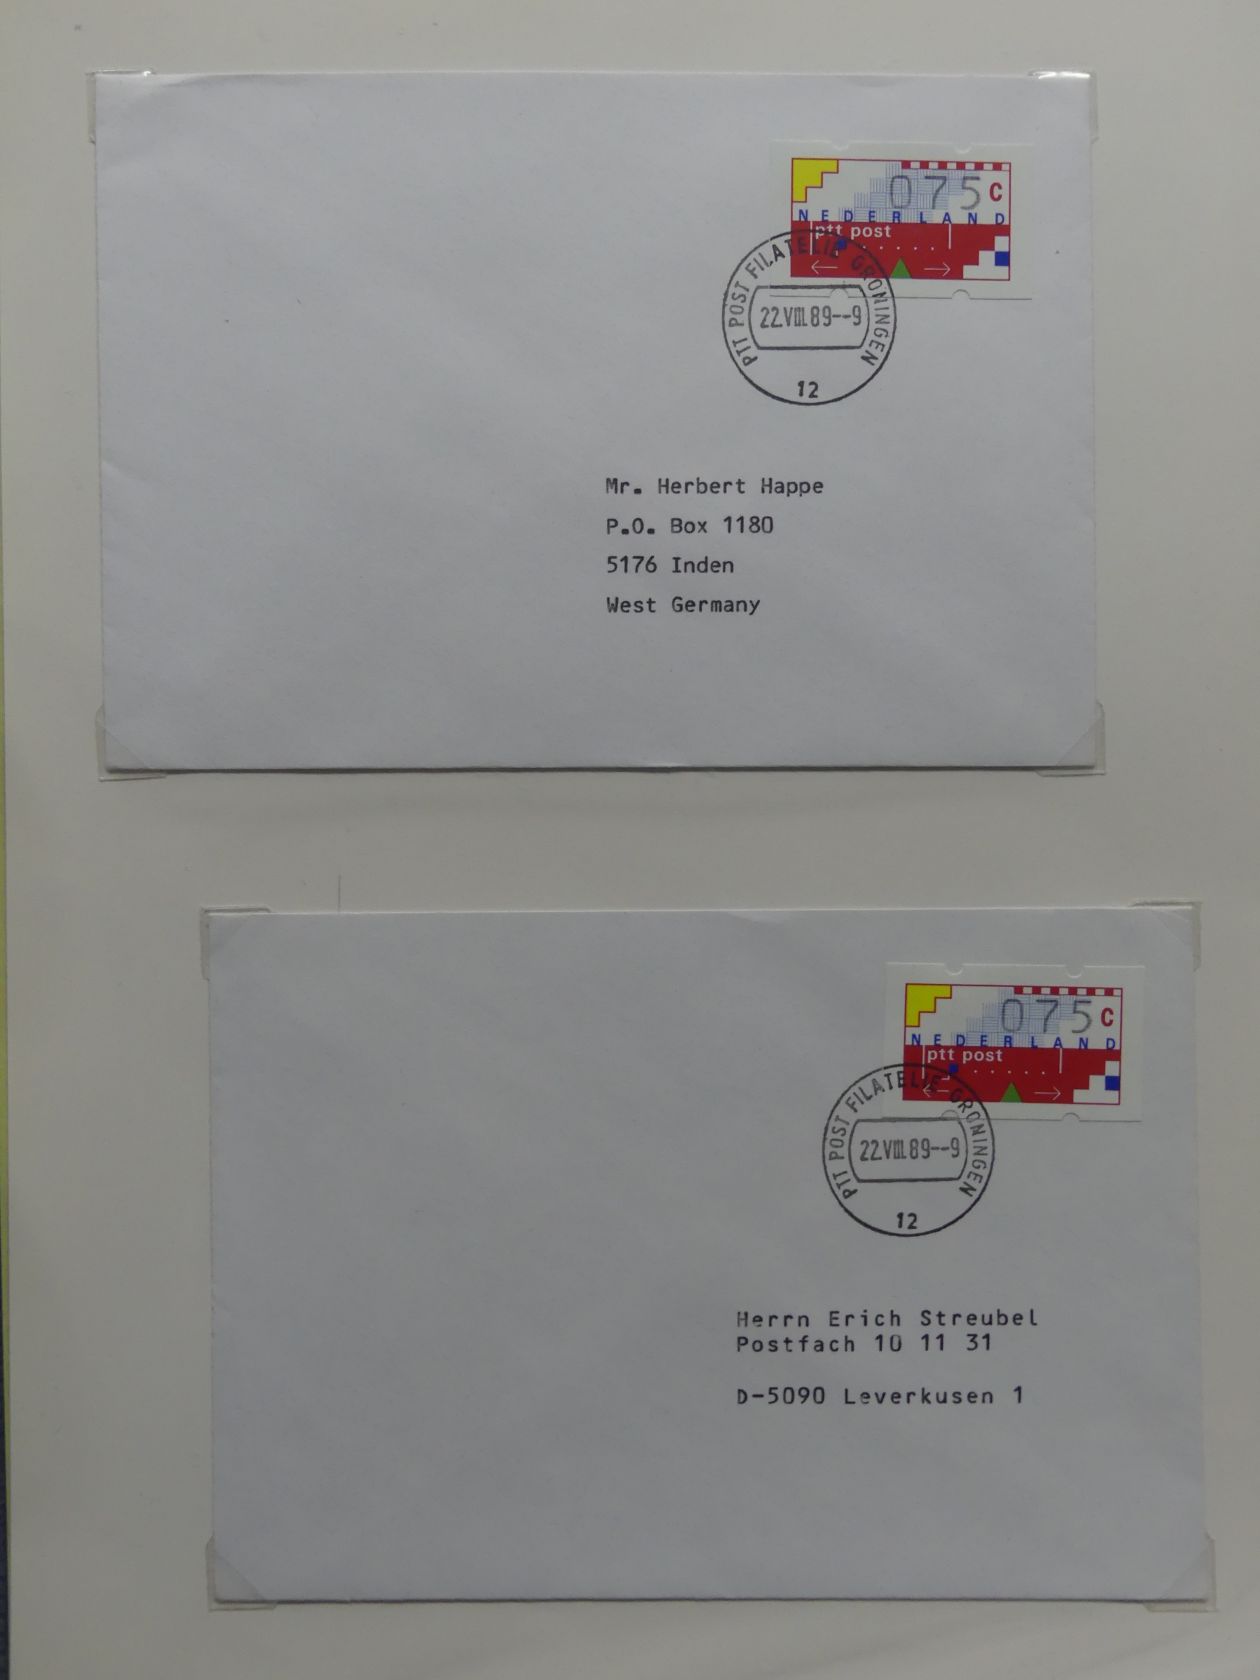 075 C
NEDERLAND
ptt post
PTT POST FILATELIE GRONINGEN
22.VIII.89--9
12
Mr. Herbert Happe
P.O. Box 1180
5176 Inden
West Germany
075 C
NEDERLAND
ptt post
PTT POST FILATELIE GRONINGEN
22.VIII.89--9
12
Herrn Erich Streubel
Postfach 10 11 31
D-5090 Leverkusen 1